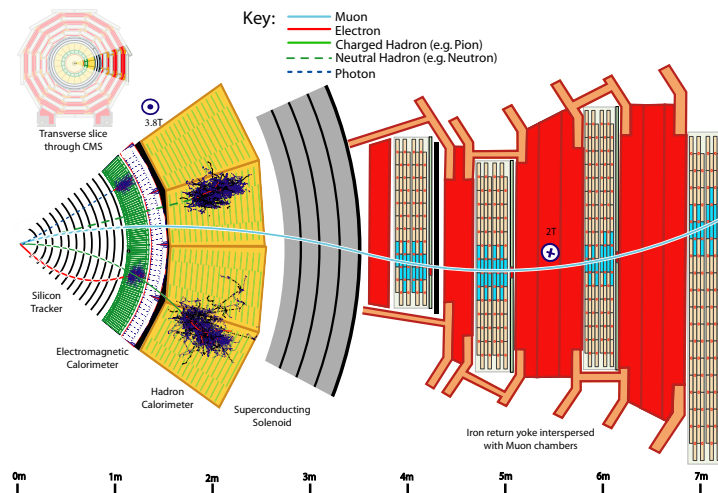 Key:
Muon
Electron
Charged Hadron (e.g. Pion)
Neutral Hadron (e.g. Neutron)
Photon
Transverse slice
through CMS
3.8T
2T
Silicon
Tracker
Electromagnetic
Calorimeter
Hadron
Calorimeter
Superconducting
Solenoid
Iron return yoke interspersed
with Muon chambers
0m 1m 2m 3m 4m 5m 6m 7m